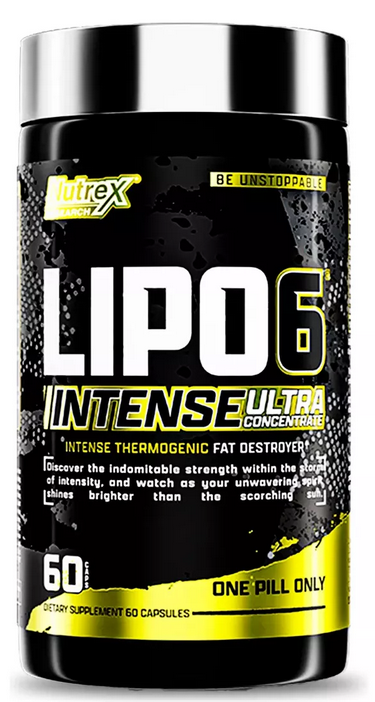 Nutrex
RESEARCH
BE UNSTOPPABLE
LIPO6
INTENSE ULTRA
CONCENTRATE
*INTENSE THERMOGENIC FAT DESTROYER*
Discover the indomitable strength within the storm
of intensity, and watch as your unwavering spirit
shines brighter than the scorching sun.
60 CAPS
ONE PILL ONLY
DIETARY SUPPLEMENT 60 CAPSULES